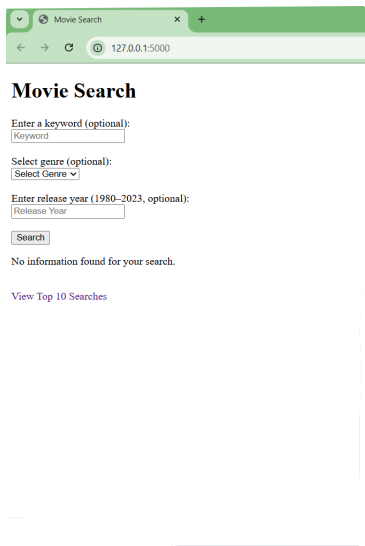 Movie Search
127.0.0.1:5000
Movie Search
Enter a keyword (optional):
Keyword
Select genre (optional):
Select Genre
Enter release year (1980–2023, optional):
Release Year
Search
No information found for your search.
View Top 10 Searches